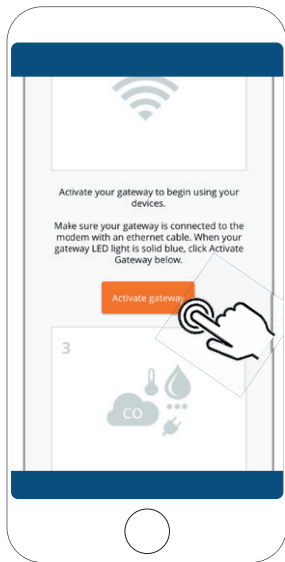 Activate your gateway to begin using your
devices.
Make sure your gateway is connected to the
modem with an ethernet cable. When your
gateway LED light is solid blue, click Activate
Gateway below.
Activate gateway
3
CO